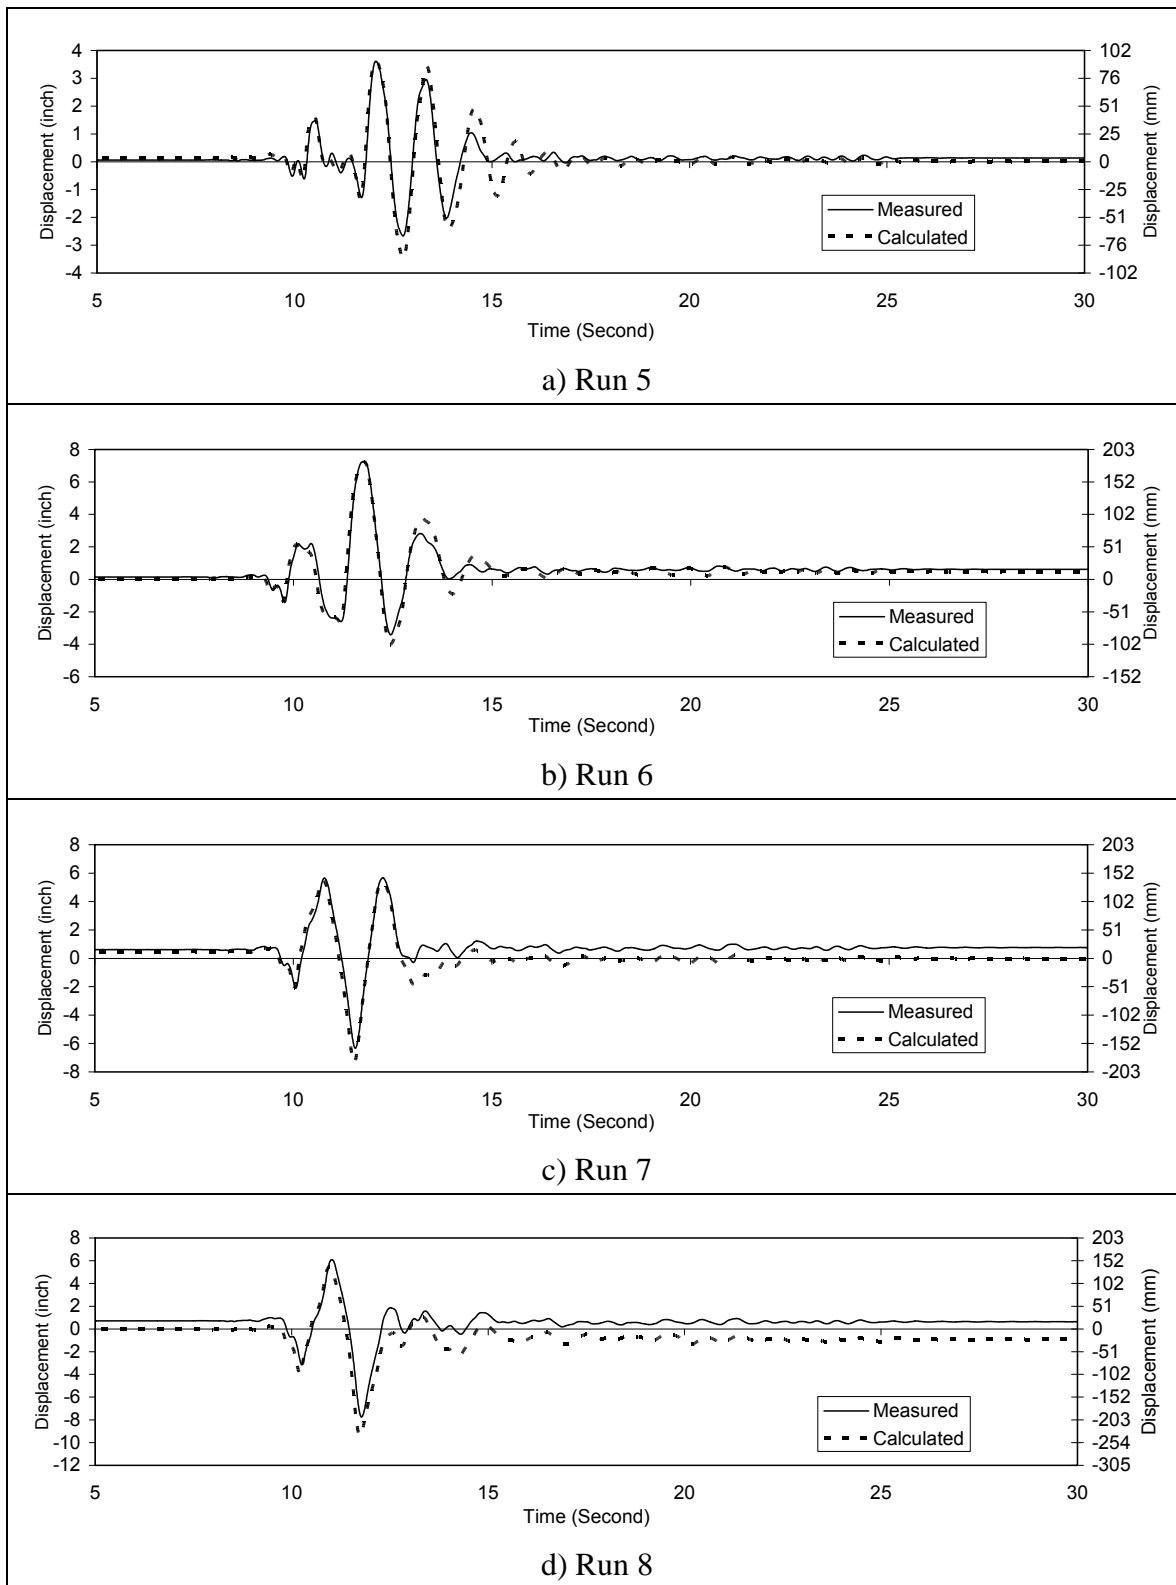 4 102
3 76
2 51
1 25
0 0
-1 -25
-2 -51
-3 -76
-4 -102
Displacement (inch)
Displacement (mm)
Measured
Calculated
5 10 15 20 25 30
Time (Second)
a) Run 5
8 203
6 152
4 102
2 51
0 0
-2 -51
-4 -102
-6 -152
Displacement (inch)
Displacement (mm)
Measured
Calculated
5 10 15 20 25 30
Time (Second)
b) Run 6
8 203
6 152
4 102
2 51
0 0
-2 -51
-4 -102
-6 -152
-8 -203
Displacement (inch)
Displacement (mm)
Measured
Calculated
5 10 15 20 25 30
Time (Second)
c) Run 7
8 203
6 152
4 102
2 51
0 0
-2 -51
-4 -102
-6 -152
-8 -203
-10 -254
-12 -305
Displacement (inch)
Displacement (mm)
Measured
Calculated
5 10 15 20 25 30
Time (Second)
d) Run 8